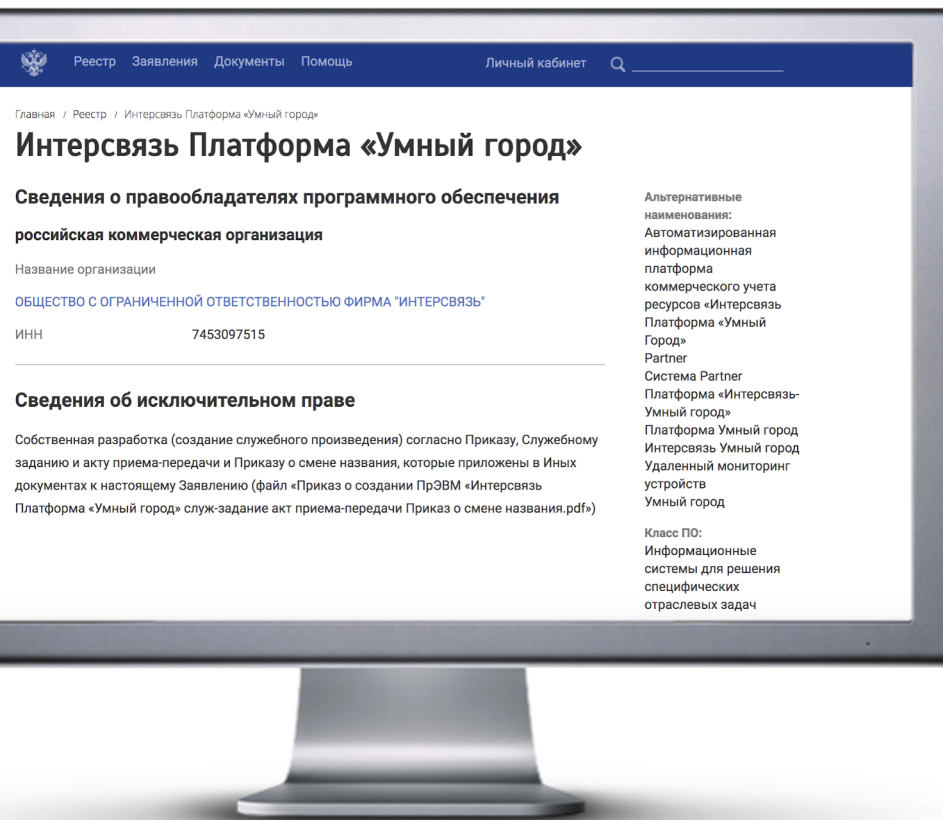 Реестр Заявления Документы Помощь Личный кабинет
Главная / Реестр / Интерсвязь Платформа «Умный город»
Интерсвязь Платформа «Умный город»
Сведения о правообладателях программного обеспечения
российская коммерческая организация
Название организации
ОБЩЕСТВО С ОГРАНИЧЕННОЙ ОТВЕТСТВЕННОСТЬЮ ФИРМА "ИНТЕРСВЯЗЬ"
ИНН 7453097515
Сведения об исключительном праве
Собственная разработка (создание служебного произведения) согласно Приказу, Служебному
заданию и акту приема-передачи и Приказу о смене названия, которые приложены в Иных
документах к настоящему Заявлению (файл «Приказ о создании ПрЭВМ «Интерсвязь
Платформа «Умный город» служ-задание акт приема-передачи Приказ о смене названия.pdf»)
Альтернативные
наименования:
Автоматизированная
информационная
платформа
коммерческого учета
ресурсов «Интерсвязь
Платформа «Умный
Город»
Partner
Система Partner
Платформа «Интерсвязь-
Умный город»
Платформа Умный город
Интерсвязь Умный город
Удаленный мониторинг
устройств
Умный город
Класс ПО:
Информационные
системы для решения
специфических
отраслевых задач